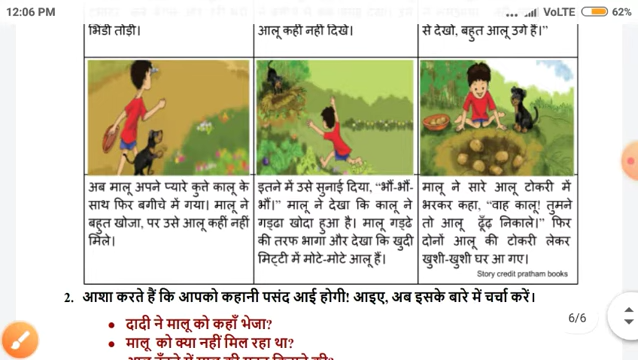 12:06 PM
... VoLTE 62%
भिंडी तोड़ी।
आलू कहीं नहीं दिखे।
से देखो, बहुत आलू उगे हैं।”
अब मालू अपने प्यारे कुते कालू के
साथ फिर बगीचे में गया। मालू ने
बहुत खोजा, पर उसे आलू कहीं नहीं
मिले।
इतने में उसे सुनाई दिया, “भौं-भौं-
भौं।” मालू ने देखा कि कालू ने
गड्ढा खोदा हुआ है। मालू गड्ढे
की तरफ भागा और देखा कि खुदी
मिट्टी में मोटे-मोटे आलू हैं।
मालू ने सारे आलू टोकरी में
भरकर कहा, “वाह कालू! तुमने
तो आलू ढूँढ निकाले।” फिर
दोनों आलू की टोकरी लेकर
खुशी-खुशी घर आ गए।
Story credit pratham books
2. आशा करते हैं कि आपको कहानी पसंद आई होगी! आइए, अब इसके बारे में चर्चा करें।
6/6
• दादी ने मालू को कहाँ भेजा?
• मालू को क्या नहीं मिल रहा था?